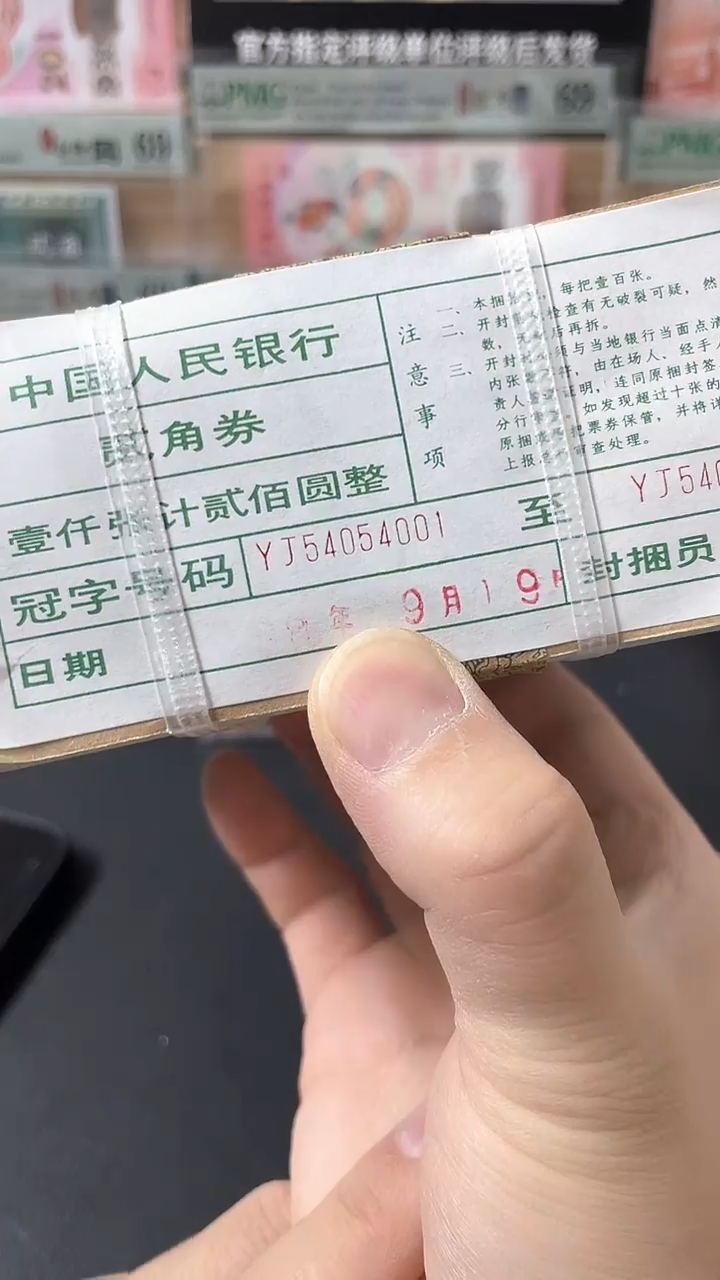 官方指定评级单位评级后发货
PMG
中国人民银行
贰角券
壹仟张计贰佰圆整
冠字号码 YJ54054001 至 YJ540
日期 年 9月19
封捆员
注意事项
一、本捆 每把壹百张。
二、开封 检查有无破裂可疑，然
数， 后再拆。
三、开封 须与当地银行当面点清
内张 ，由在场人、经手人
责人 证明，连同原捆封签
分行 如发现超过十张的
原捆 把票券保管，并将详
上报 审查处理。